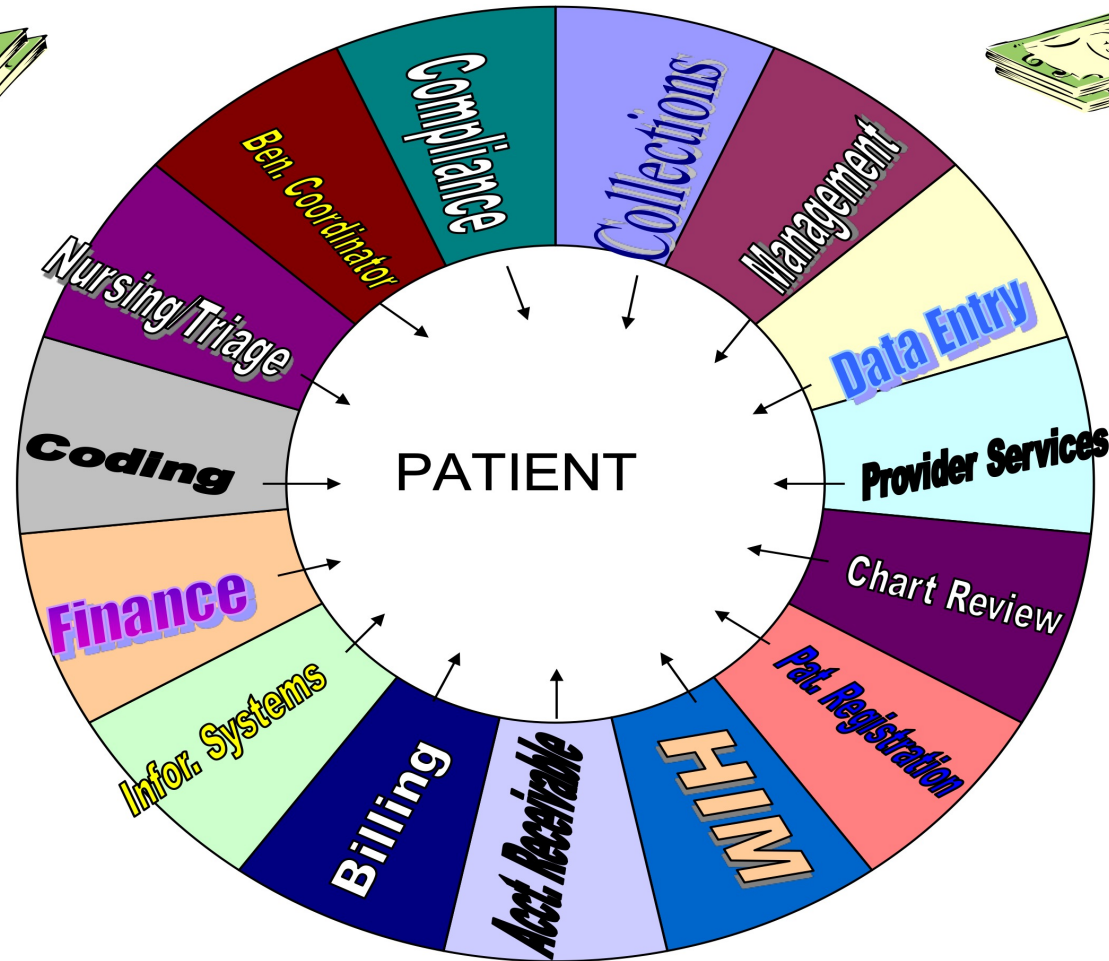 Compliance
Collections
Management
Data Entry
Provider Services
Chart Review
Pat. Registration
HIM
Acct. Receivable
Billing
Infor. Systems
Finance
Coding
Nursing/Triage
Ben. Coordinator
PATIENT